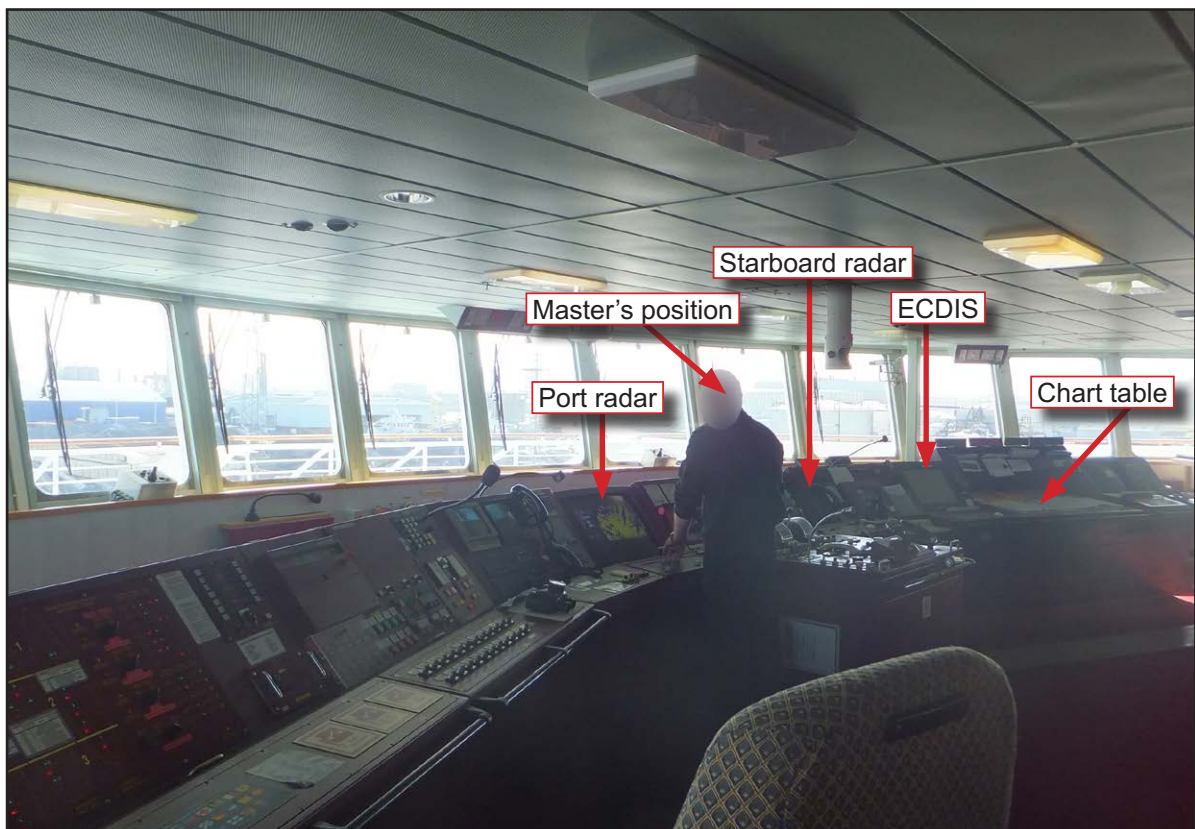 Starboard radar
Master's position
ECDIS
Port radar
Chart table